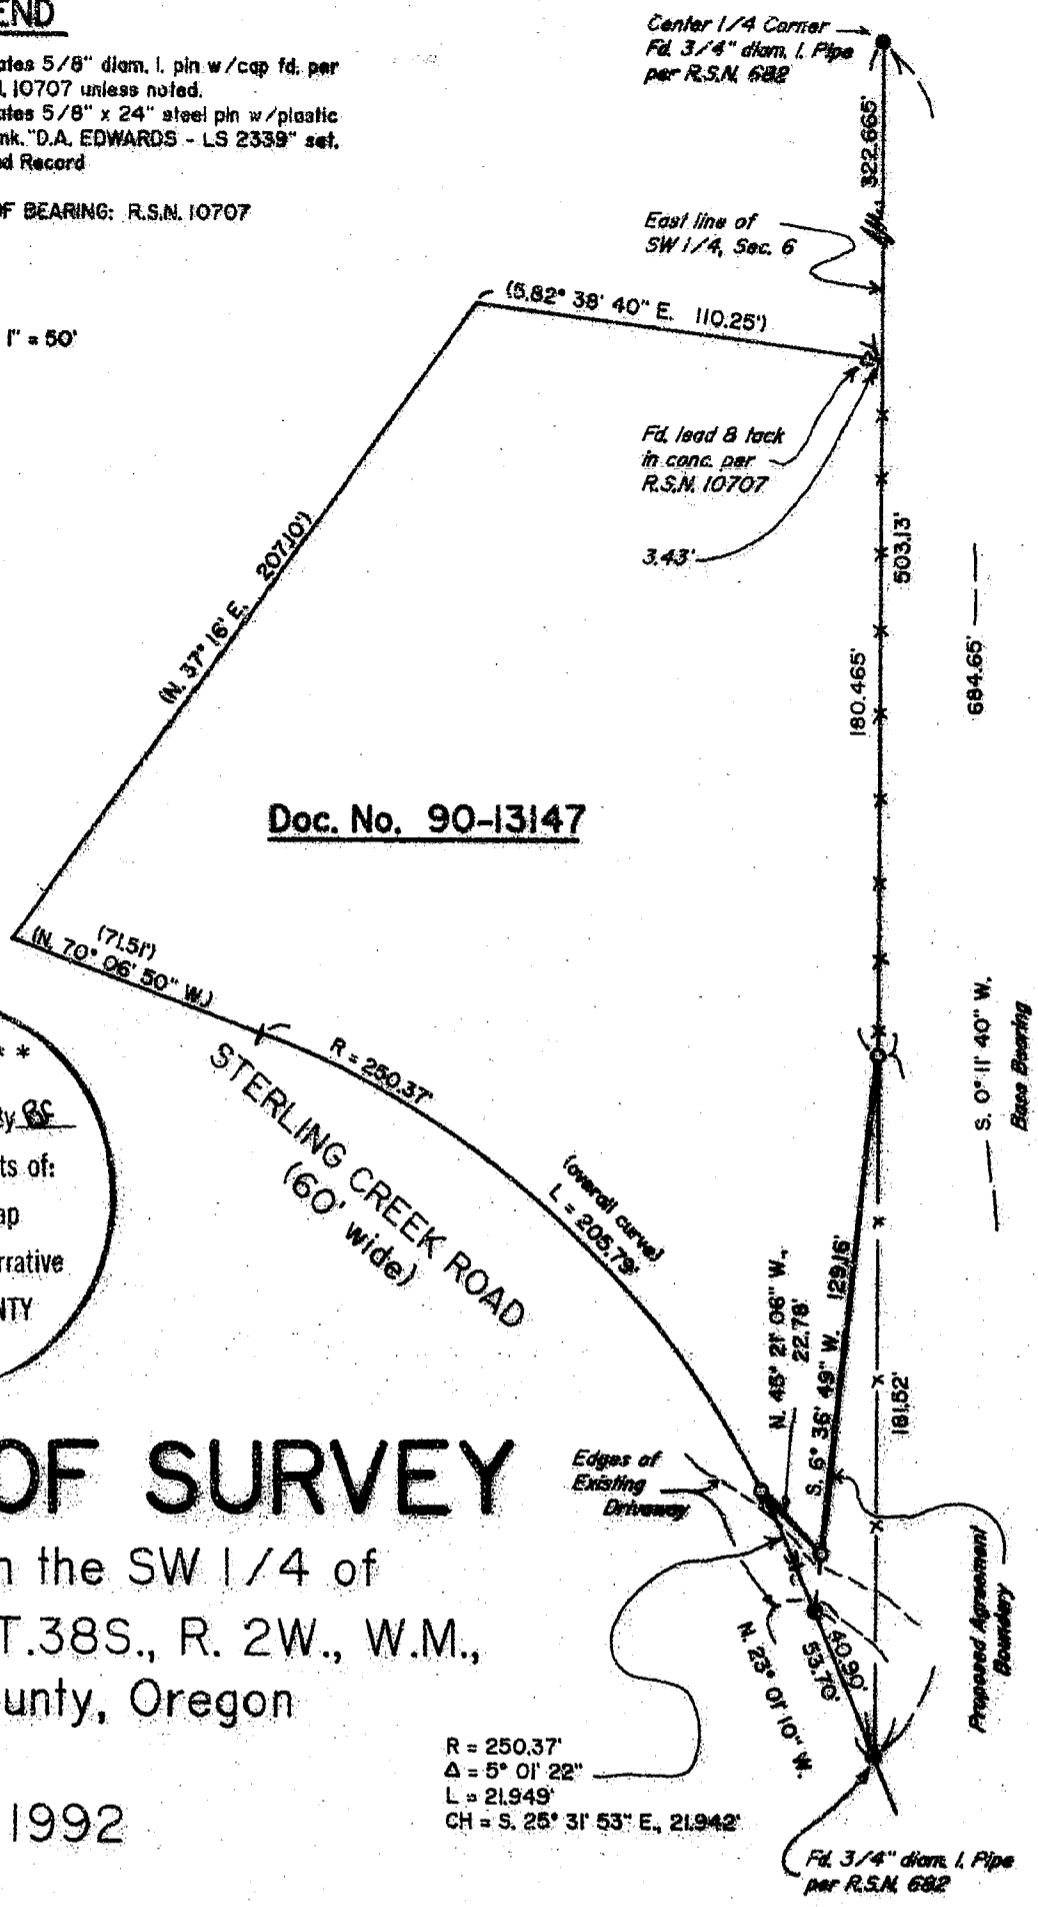 END
ates 5/8" diam. I. pin w/cap fd. per
10707 unless noted.
ates 5/8" x 24" steel pin w/plastic
nk. "D.A. EDWARDS - LS 2339" set.
ed Record
OF BEARING: R.S.N. 10707
1" = 50'
Center 1/4 Corner
Fd. 3/4" diam. I. Pipe
per R.S.N. 682
322.665'
East line of
SW 1/4, Sec. 6
(S.82° 38' 40" E. 110.25')
Fd. lead & tack
in conc. per
R.S.N. 10707
3.43'
503.13'
684.65'
180.465'
(N. 37° 16' E. 207.10')
Doc. No. 90-13147
(71.51')
(N. 70° 06' 50" W.)
R = 250.37'
STERLING CREEK ROAD
(60' wide)
(overall curve)
L = 205.79'
S. 0° 11' 40" W.
Base Bearing
* *
By
ts of:
ap
rrative
NTY
N. 45° 21' 06" W.,
22.78'
S. 6° 36' 49" W. 129.16'
181.52'
OF SURVEY
Edges of
Existing
Driveway
n the SW 1/4 of
T.38S., R. 2W., W.M.,
unty, Oregon
1992
Proposed Agreement
Boundary
40.90'
53.70'
N. 23° 01' 10" W.
R = 250.37'
Δ = 5° 01' 22"
L = 21.949'
CH = S. 25° 31' 53" E., 21.942'
Fd. 3/4" diam. I. Pipe
per R.S.N. 682